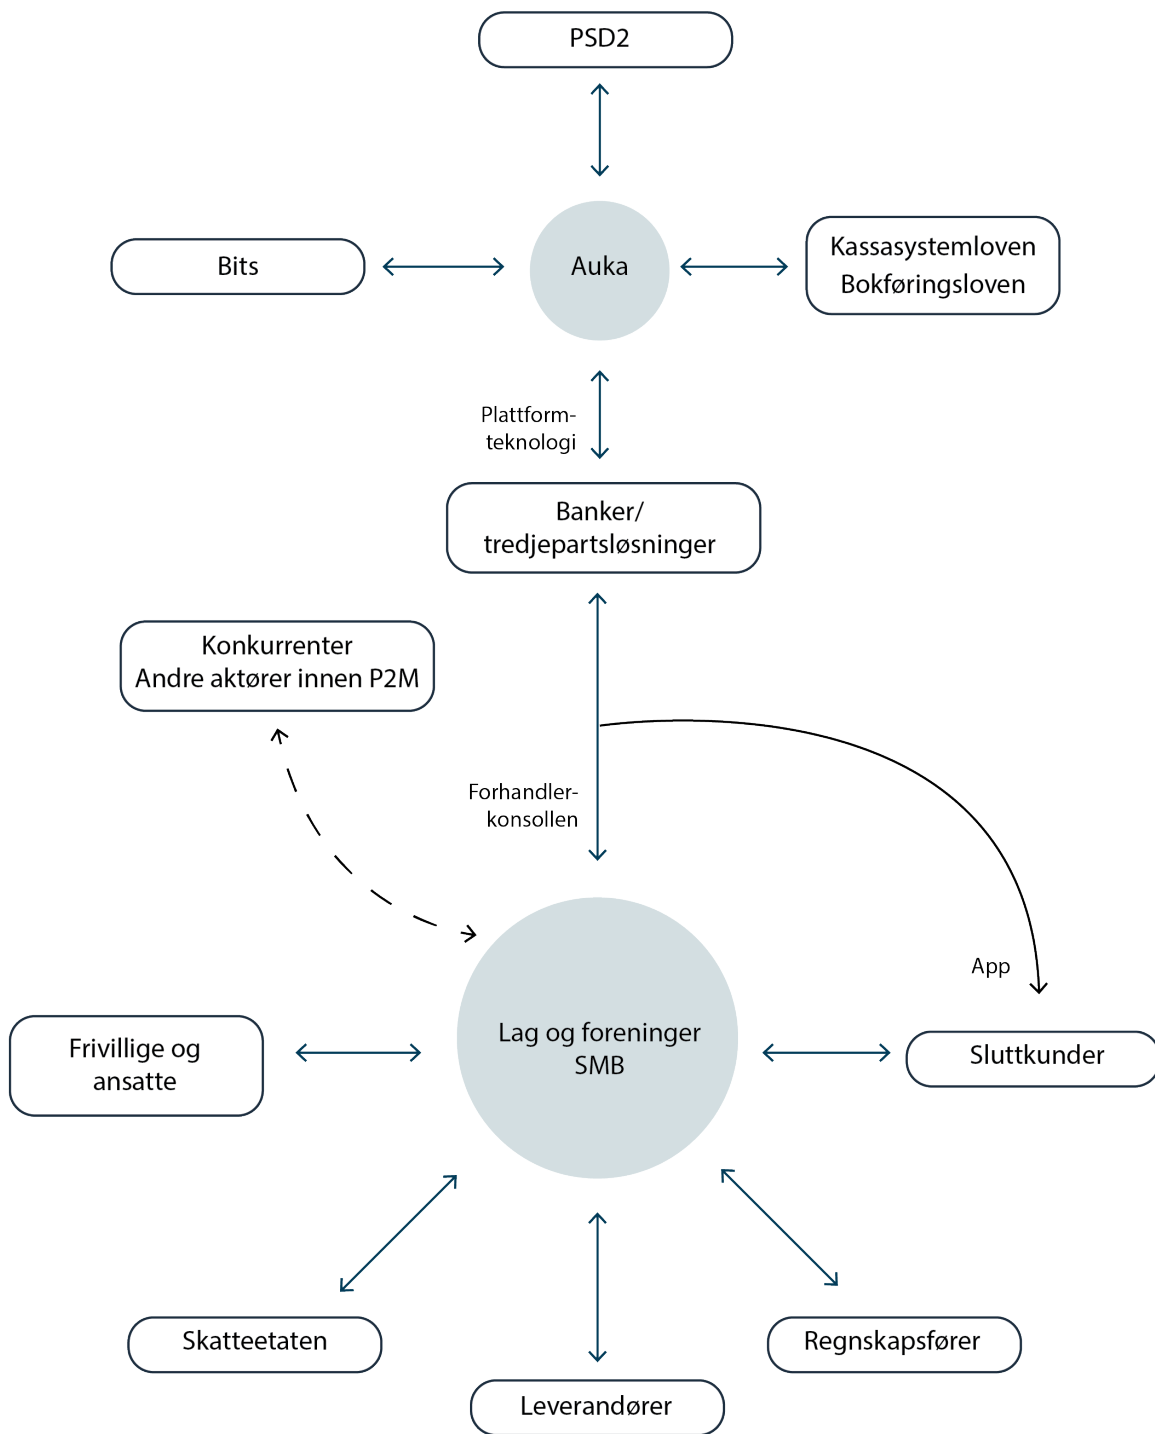 PSD2
Bits
Auka
Kassasystemloven
Bokføringsloven
Plattform-
teknologi
Banker/
tredjepartsløsninger
Konkurrenter
Andre aktører innen P2M
Forhandler-
konsollen
App
Lag og foreninger
SMB
Frivillige og
ansatte
Sluttkunder
Skatteetaten
Regnskapsfører
Leverandører